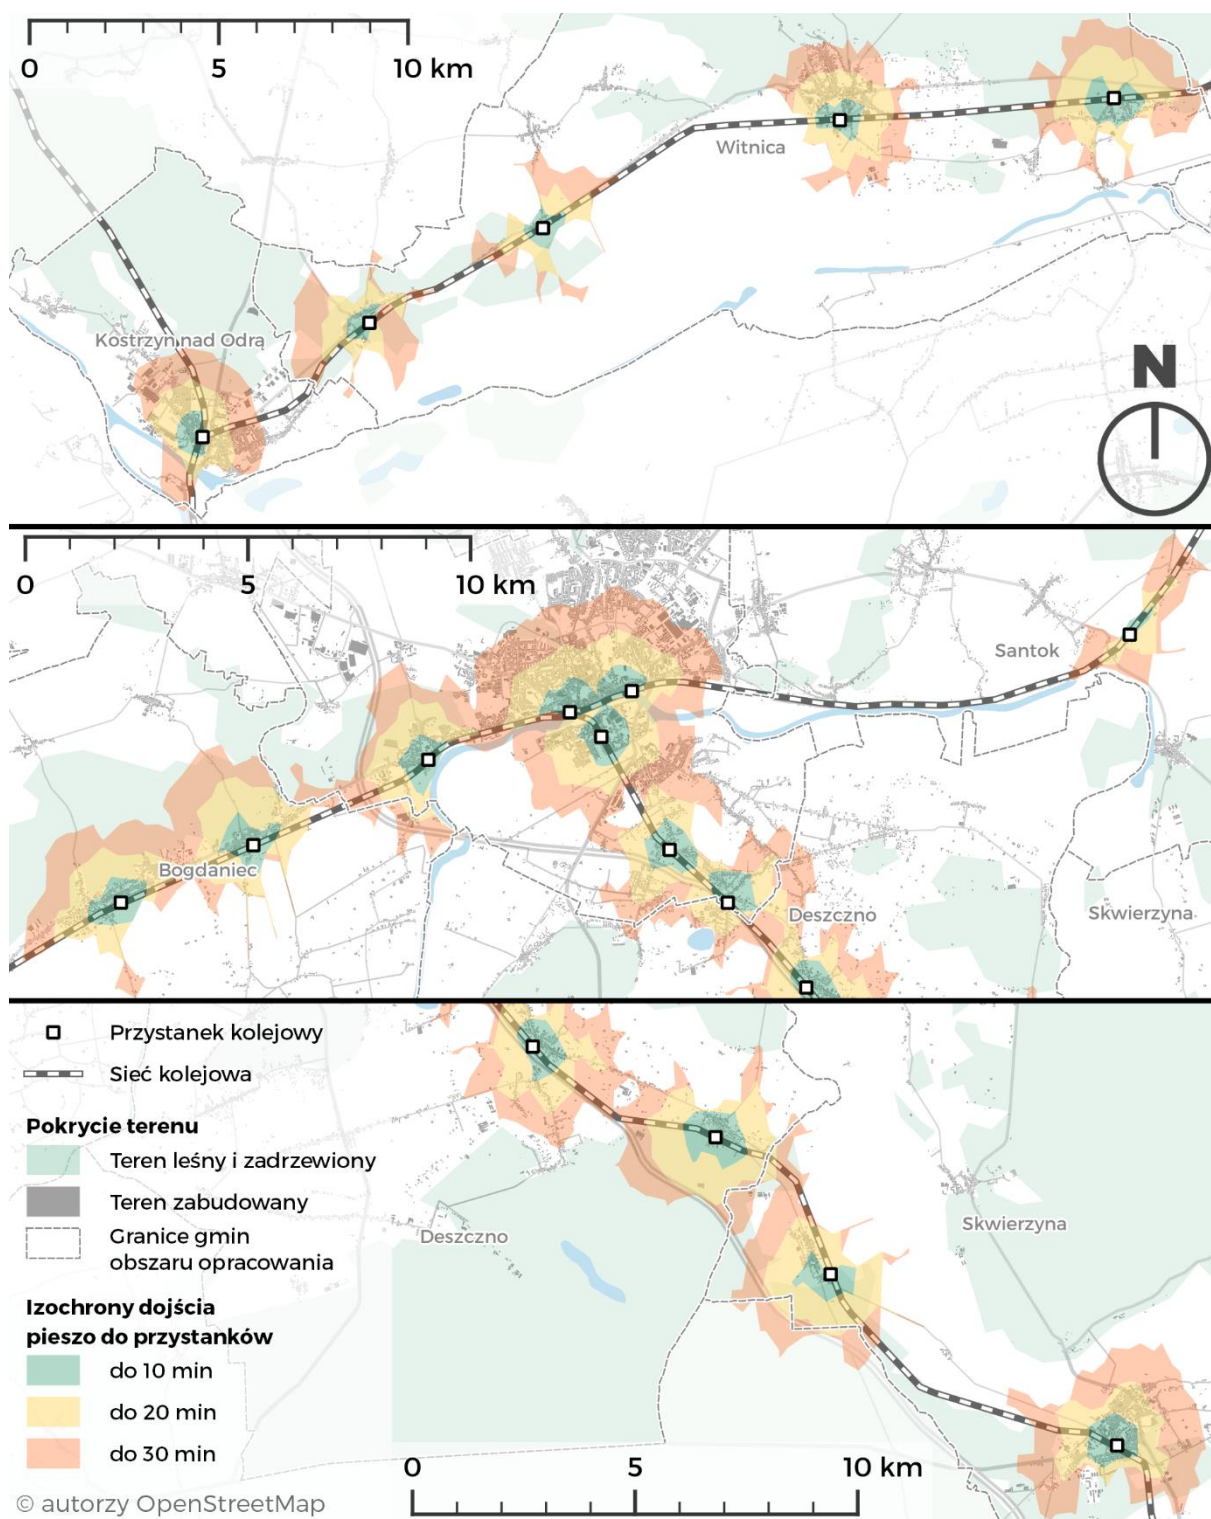 0 5 10 km
Witnica
Kostrzyn nad Odrą
N
0 5 10 km
Santok
Bogdaniec
Deszczno
Skwierzyna
Przystanek kolejowy
Sieć kolejowa
Pokrycie terenu
Teren leśny i zadrzewiony
Teren zabudowany
Granice gmin
obszaru opracowania
Deszczno
Skwierzyna
Izochrony dojścia
pieszo do przystanków
do 10 min
do 20 min
do 30 min
0 5 10 km
© autorzy OpenStreetMap